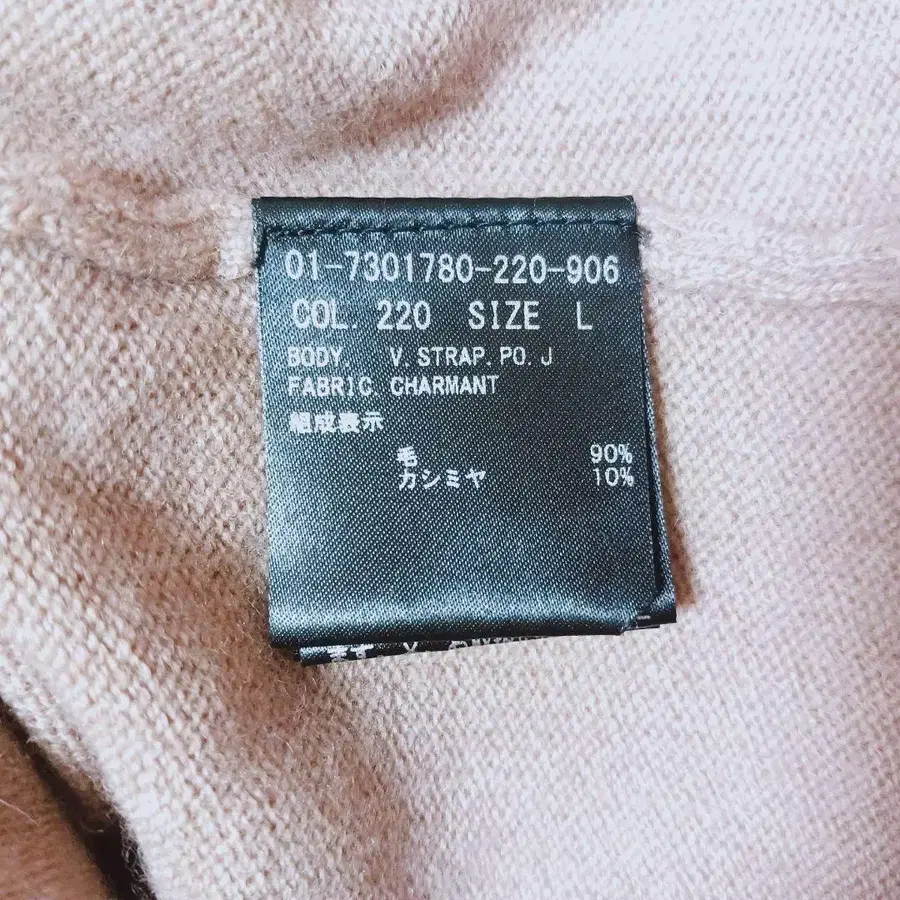 01-7301780-220-906
COL. 220 SIZE L
BODY. V.STRAP.PO.J
FABRIC. CHARMANT
組成表示
毛 90%
カシミヤ 10%